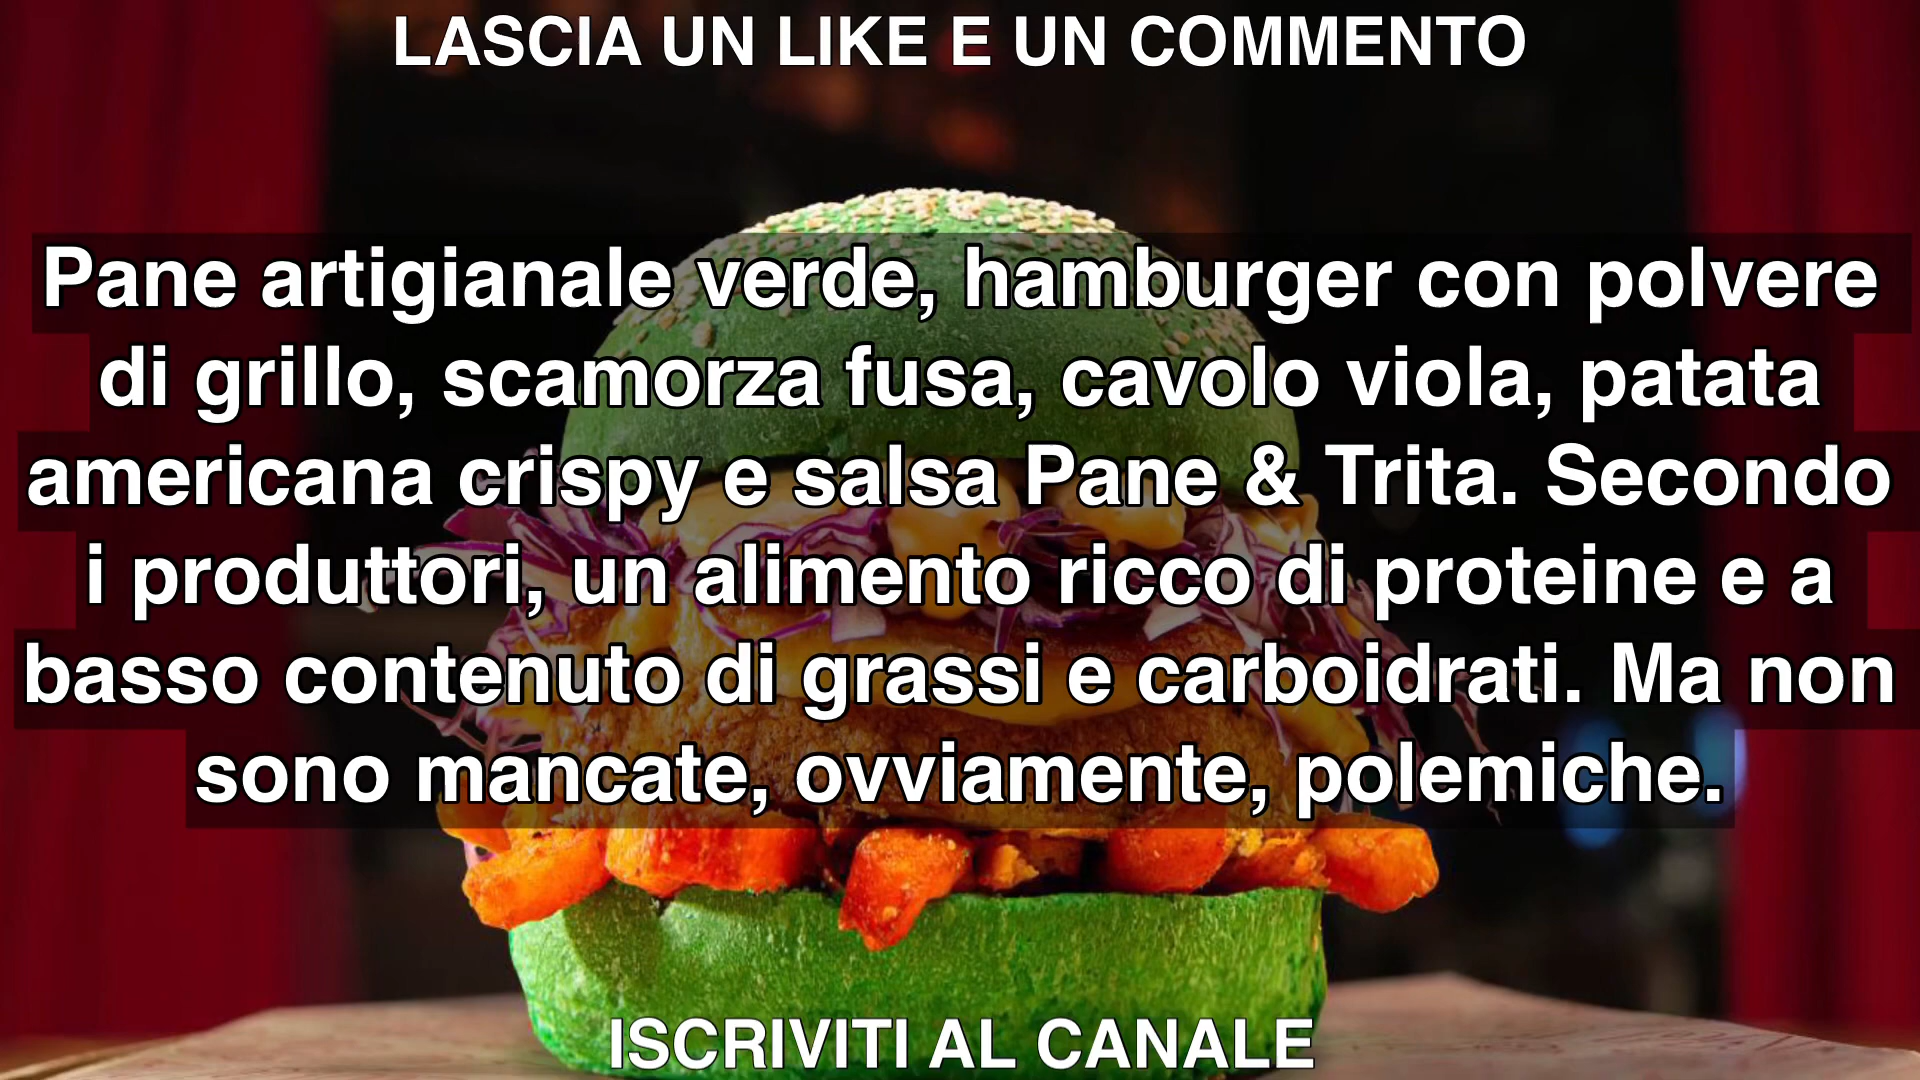 LASCIA UN LIKE E UN COMMENTO
Pane artigianale verde, hamburger con polvere
di grillo, scamorza fusa, cavolo viola, patata
americana crispy e salsa Pane & Trita. Secondo
i produttori, un alimento ricco di proteine e a
basso contenuto di grassi e carboidrati. Ma non
sono mancate, ovviamente, polemiche.
ISCRIVITI AL CANALE